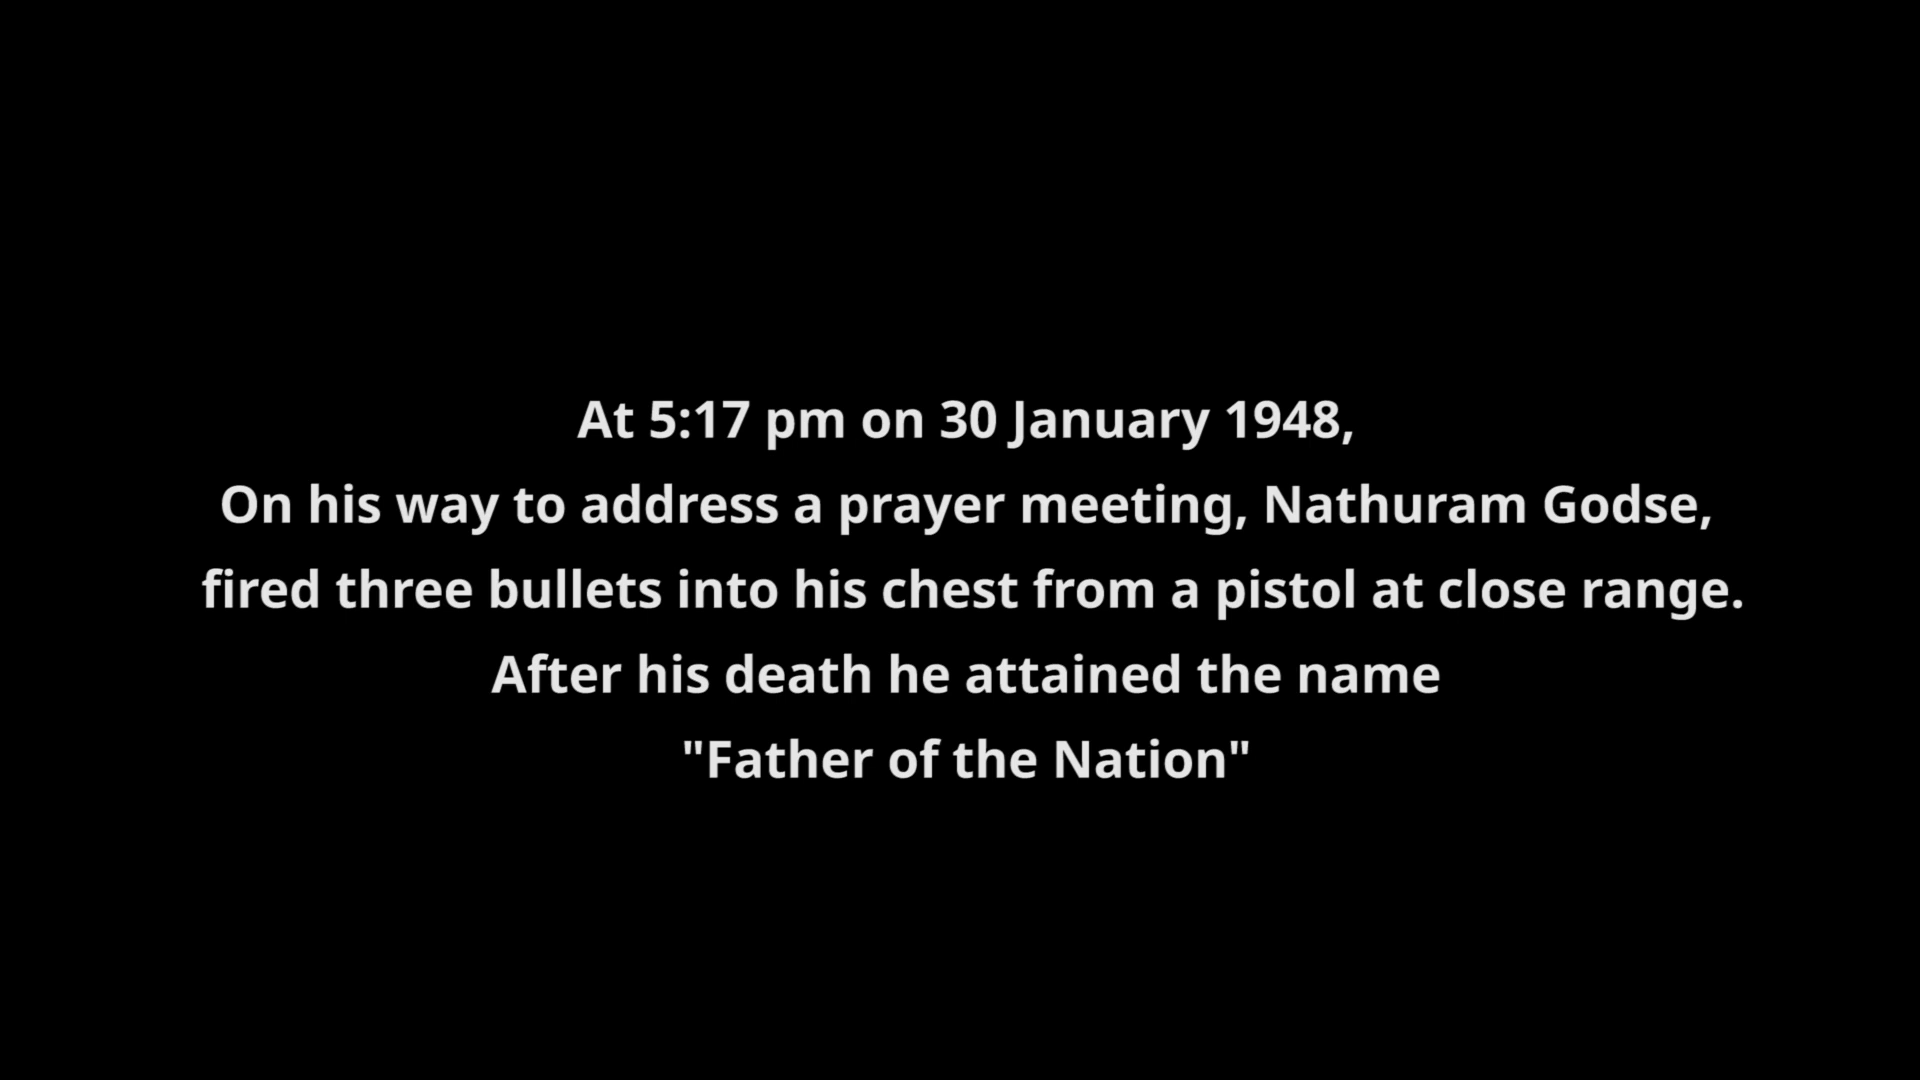 At 5:17 pm on 30 January 1948,
On his way to address a prayer meeting, Nathuram Godse,
fired three bullets into his chest from a pistol at close range.
After his death he attained the name
"Father of the Nation"